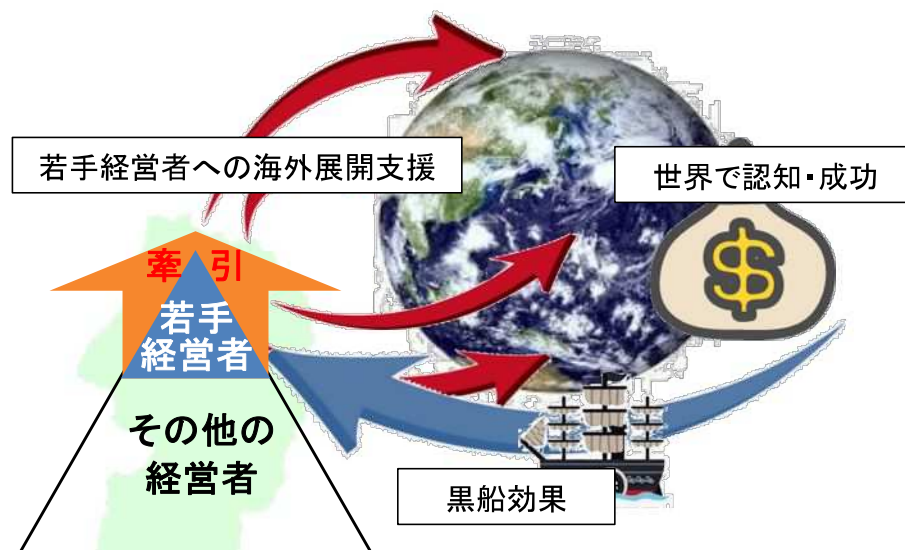 若手経営者への海外展開支援
世界で認知・成功
牽引
若手
経営者
その他の
経営者
$
黒船効果